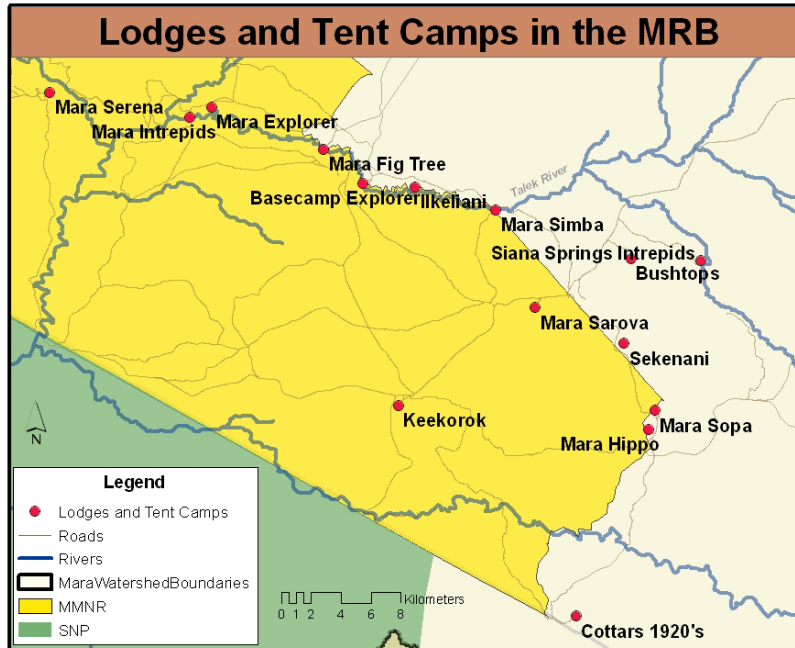 Lodges and Tent Camps in the MRB
Mara Serena
Mara Explorer
Mara Intrepids
Mara Fig Tree
Basecamp Explorer
Ilkeliani
Talek River
Mara Simba
Siana Springs Intrepids
Bushtops
Mara Sarova
Sekenani
Keekorok
Mara Sopa
Mara Hippo
N
Legend
Lodges and Tent Camps
Roads
Rivers
MaraWatershedBoundaries
MMNR
SNP
Kilometers
0 1 2 4 6 8
Cottars 1920's